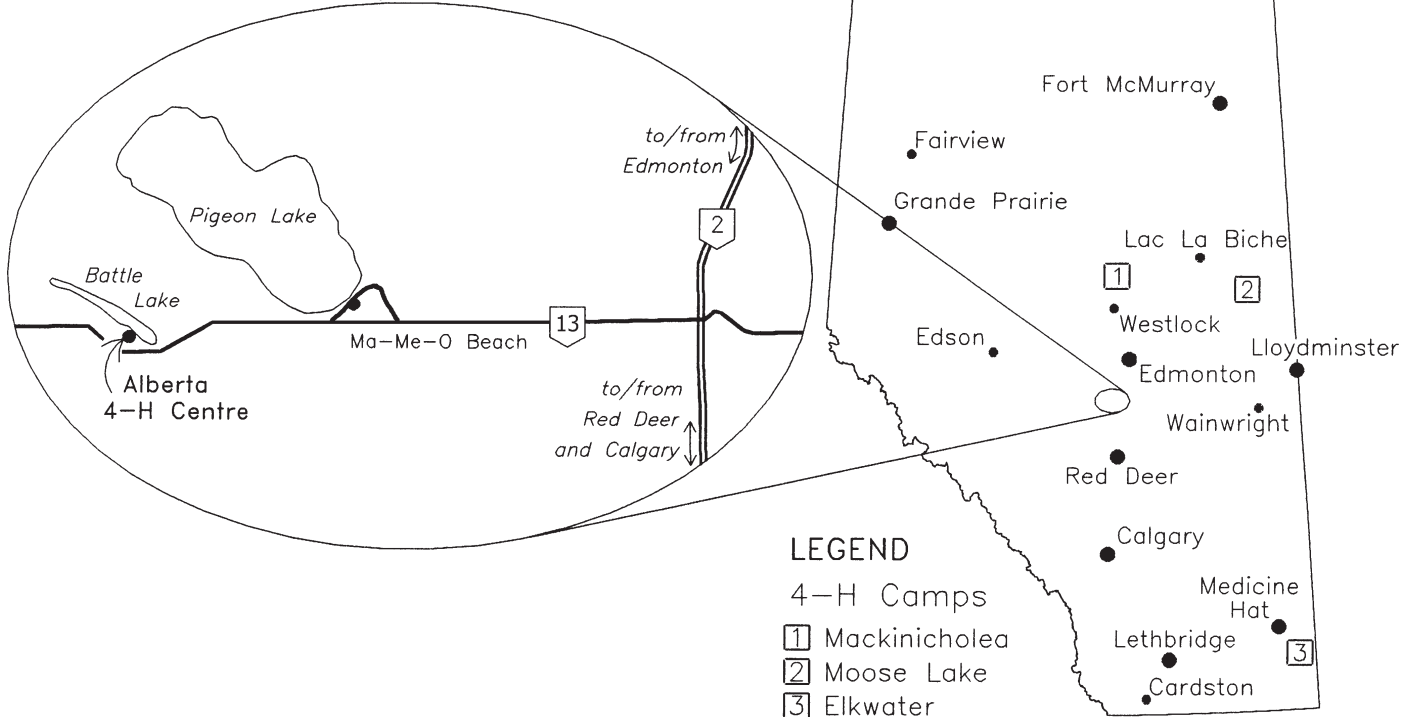 to/from
Edmonton
2
Pigeon Lake
Battle
Lake
13
Ma-Me-O Beach
Alberta
4-H Centre
to/from
Red Deer
and Calgary
Fort McMurray
Fairview
Grande Prairie
Lac La Biche
1
2
Westlock
Edson
Lloydminster
Edmonton
Wainwright
Red Deer
Calgary
Medicine
Hat
Lethbridge
3
Cardston
LEGEND
4-H Camps
1 Mackinicholea
2 Moose Lake
3 Elkwater